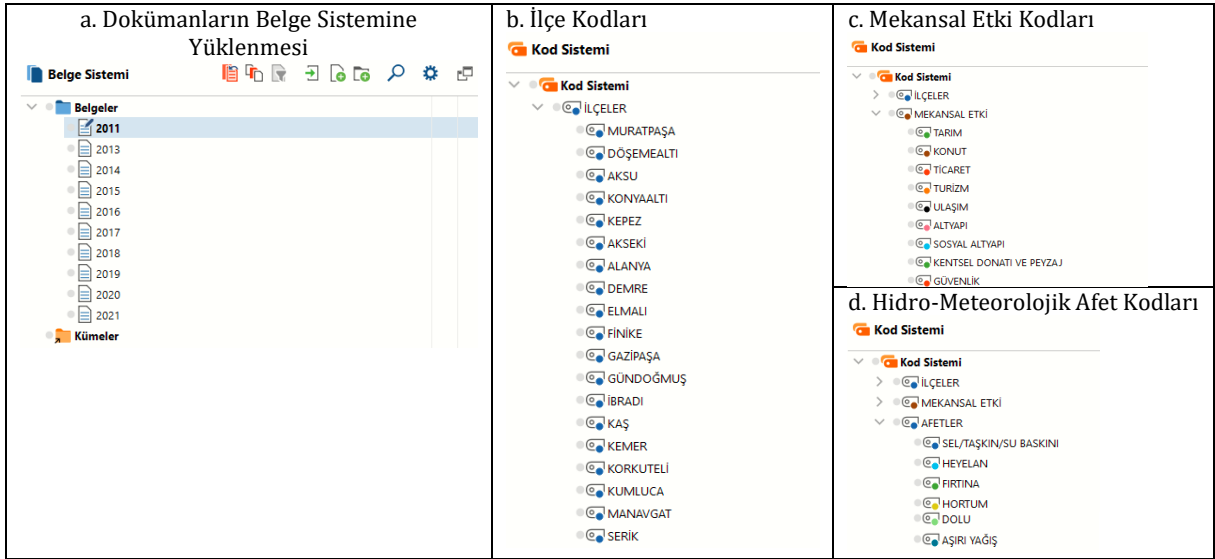 a. Dokümanların Belge Sistemine
Yüklenmesi
Belge Sistemi
Belgeler
2011
2013
2014
2015
2016
2017
2018
2019
2020
2021
Kümeler
b. İlçe Kodları
Kod Sistemi
Kod Sistemi
İLÇELER
MURATPAŞA
DÖŞEMEALTI
AKSU
KONYAALTI
KEPEZ
AKSEKİ
ALANYA
DEMRE
ELMALI
FİNİKE
GAZİPAŞA
GÜNDOĞMUŞ
İBRADI
KAŞ
KEMER
KORKUTELİ
KUMLUCA
MANAVGAT
SERİK
c. Mekansal Etki Kodları
Kod Sistemi
Kod Sistemi
İLÇELER
MEKANSAL ETKİ
TARIM
KONUT
TİCARET
TURİZM
ULAŞIM
ALTYAPI
SOSYAL ALTYAPI
KENTSEL DONATI VE PEYZAJ
GÜVENLİK
d. Hidro-Meteorolojik Afet Kodları
Kod Sistemi
Kod Sistemi
İLÇELER
MEKANSAL ETKİ
AFETLER
SEL/TAŞKIN/SU BASKINI
HEYELAN
FIRTINA
HORTUM
DOLU
AŞIRI YAĞIŞ